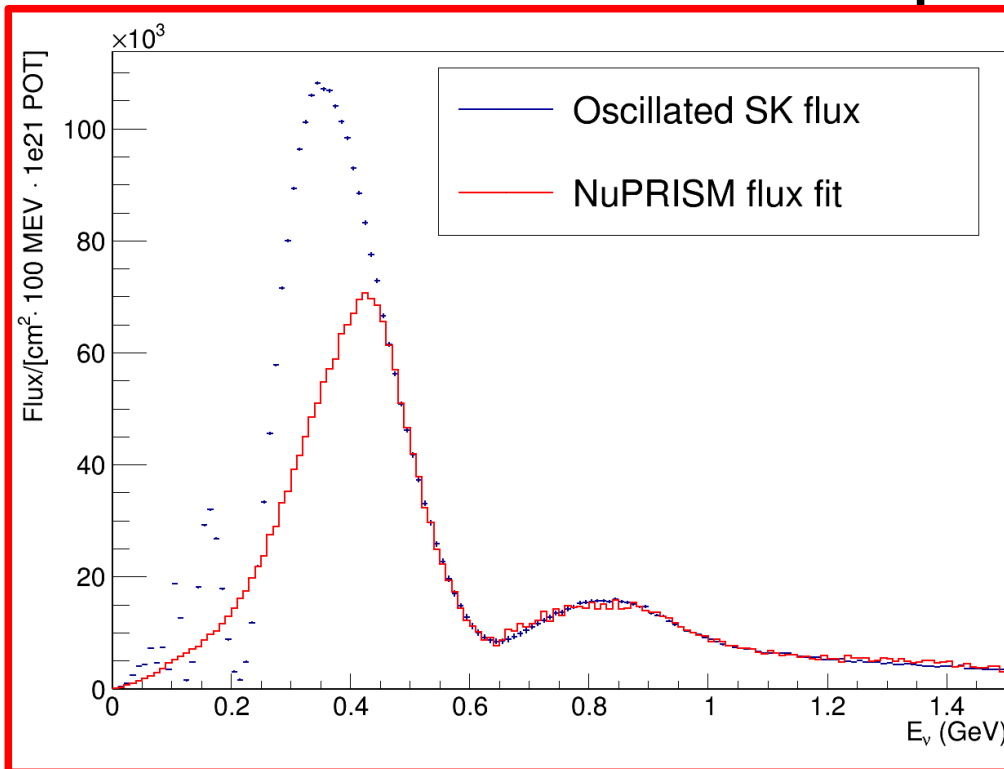 ×10³
Oscillated SK flux
NuPRISM flux fit
Flux/[cm²· 100 MEV · 1e21 POT]
100
80
60
40
20
0
0 0.2 0.4 0.6 0.8 1 1.2 1.4
E_ν (GeV)